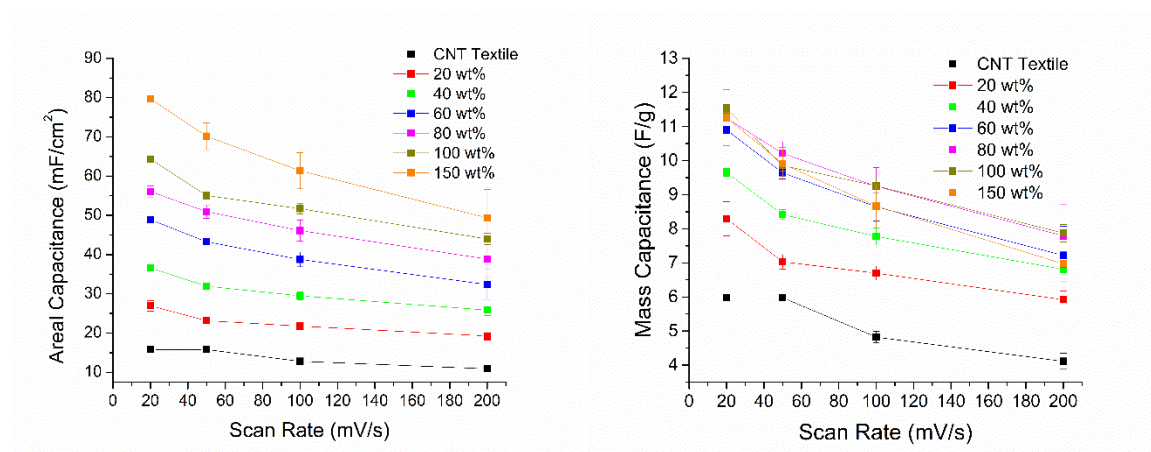 90
80
70
60
50
40
30
20
10
0 20 40 60 80 100 120 140 160 180 200
Areal Capacitance (mF/cm²)
Scan Rate (mV/s)
CNT Textile
20 wt%
40 wt%
60 wt%
80 wt%
100 wt%
150 wt%
13
12
11
10
9
8
7
6
5
4
0 20 40 60 80 100 120 140 160 180 200
Mass Capacitance (F/g)
Scan Rate (mV/s)
CNT Textile
20 wt%
40 wt%
60 wt%
80 wt%
100 wt%
150 wt%